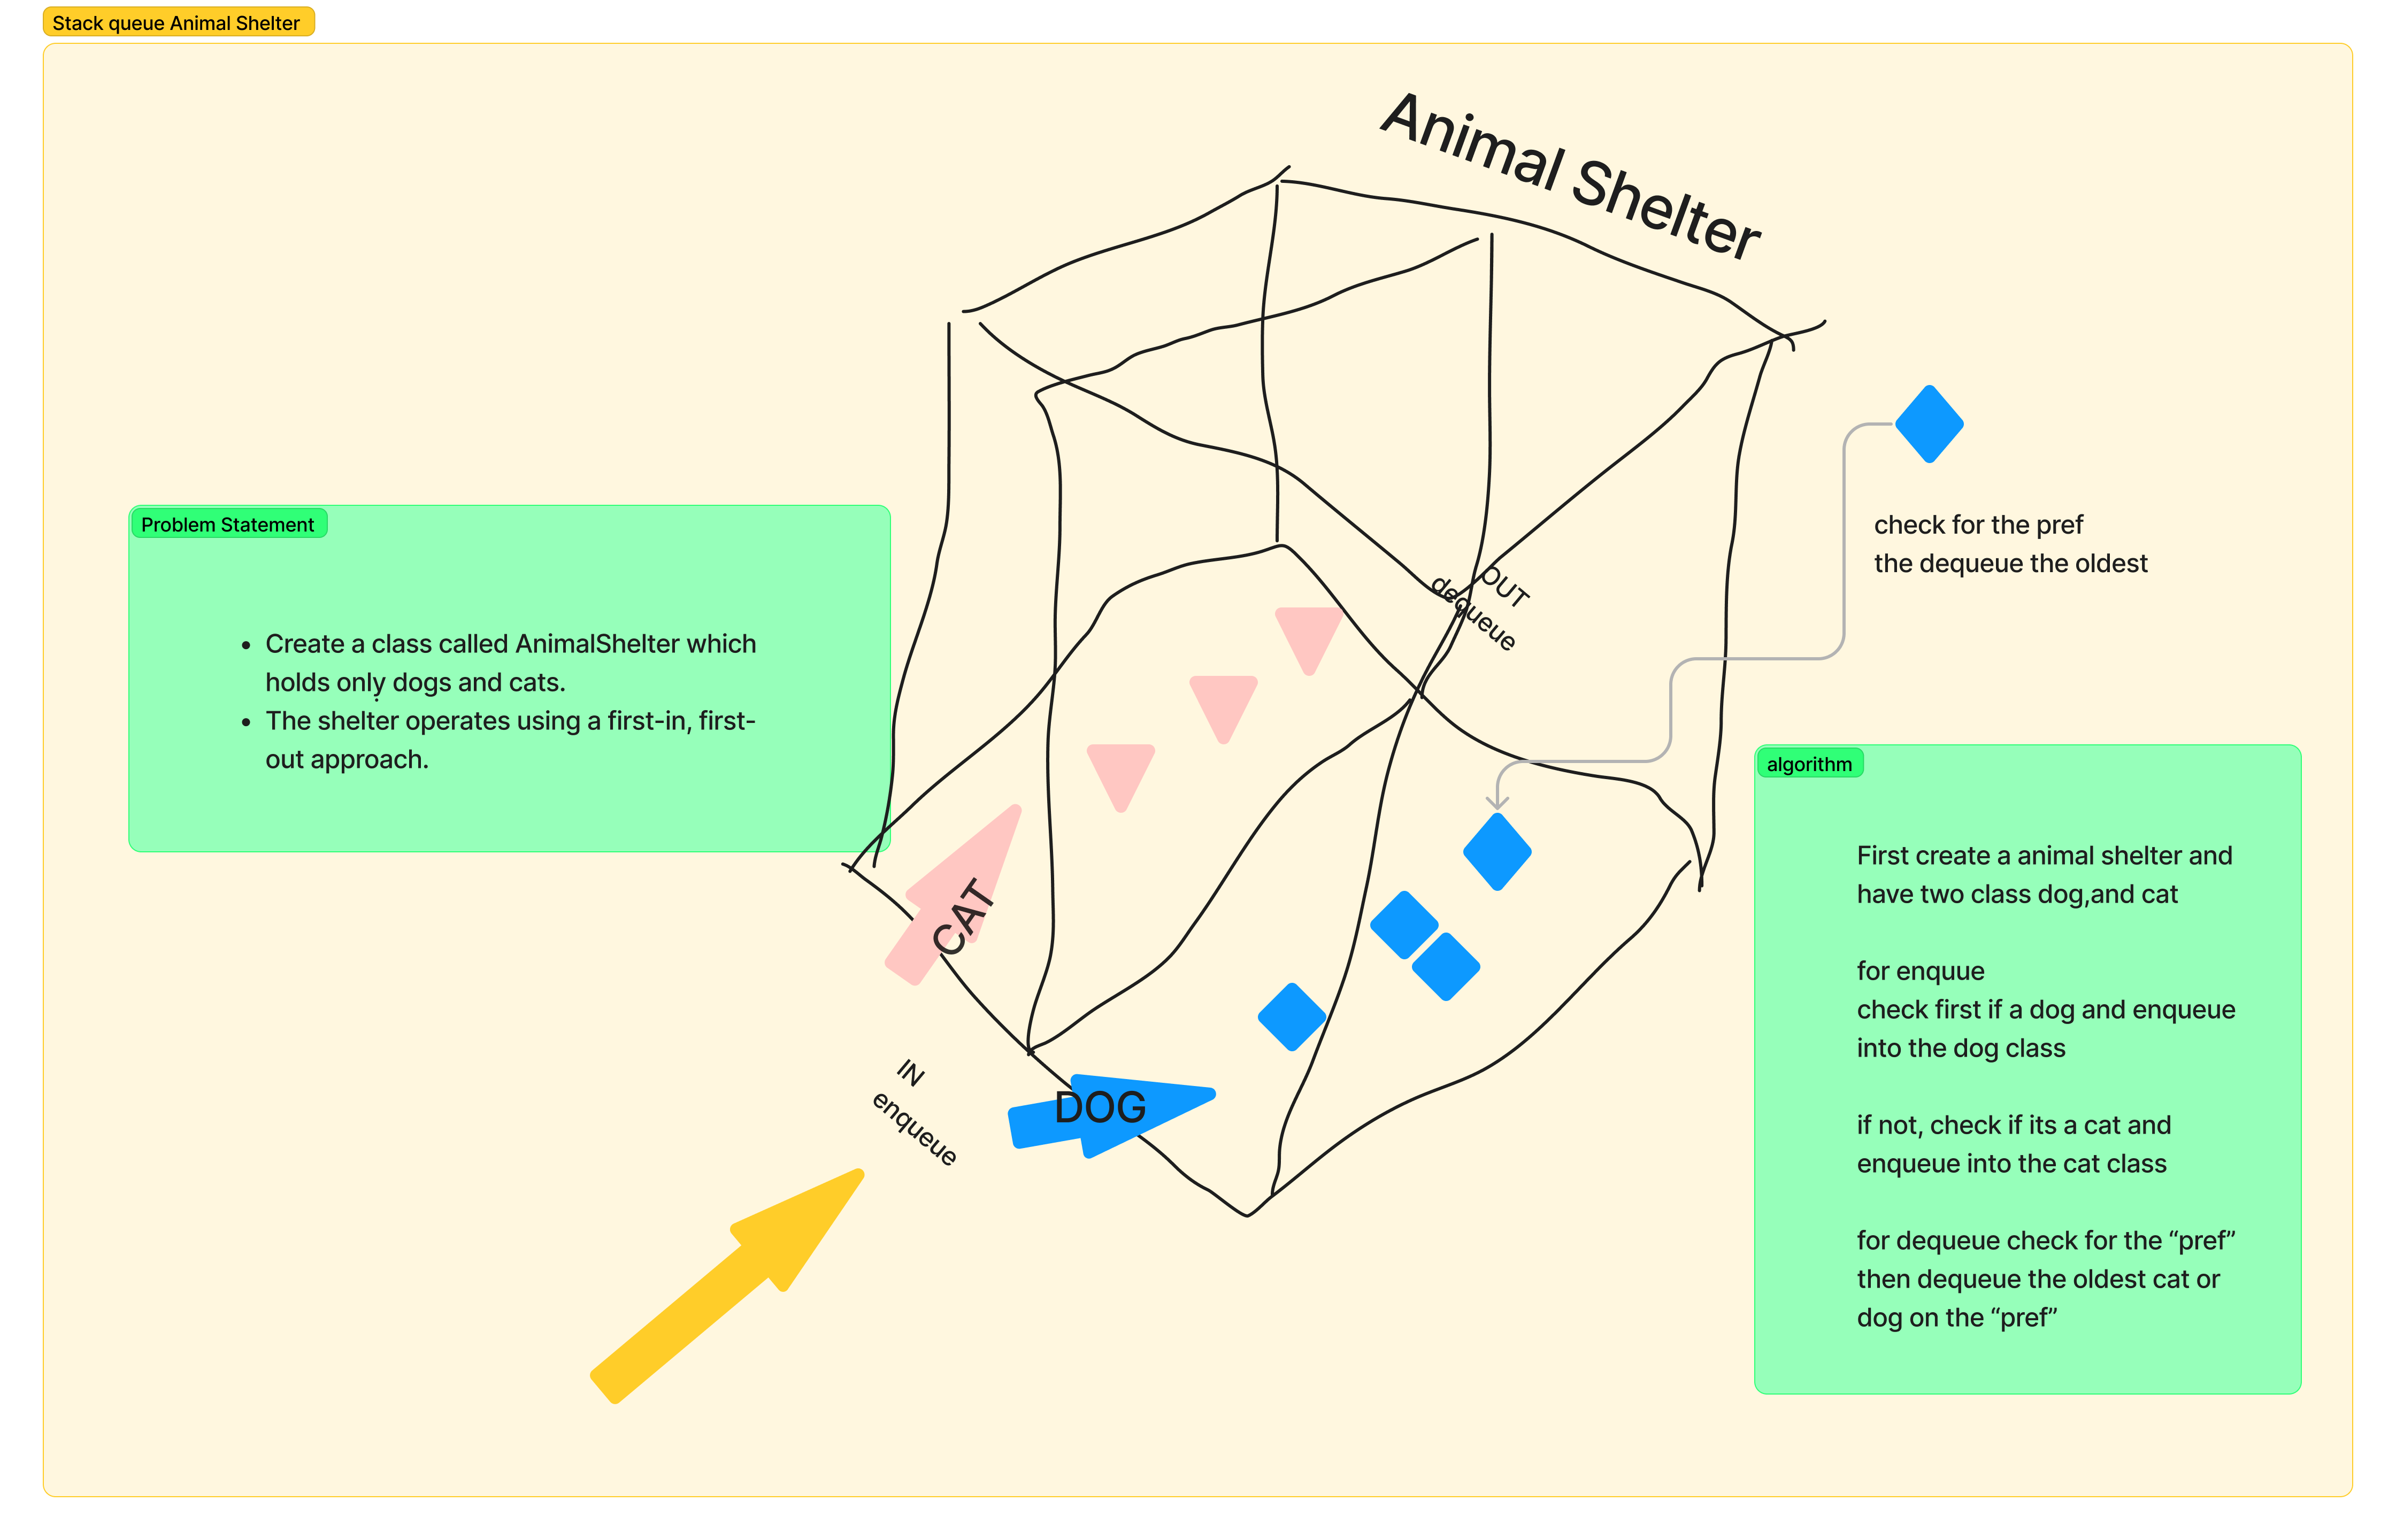 Stack queue Animal Shelter
Animal Shelter
Problem Statement
• Create a class called AnimalShelter which
holds only dogs and cats.
• The shelter operates using a first-in, first-
out approach.
check for the pref
the dequeue the oldest
OUT
dequeue
CAT
DOG
IN
enqueue
algorithm
First create a animal shelter and
have two class dog,and cat
for enquue
check first if a dog and enqueue
into the dog class
if not, check if its a cat and
enqueue into the cat class
for dequeue check for the “pref”
then dequeue the oldest cat or
dog on the “pref”